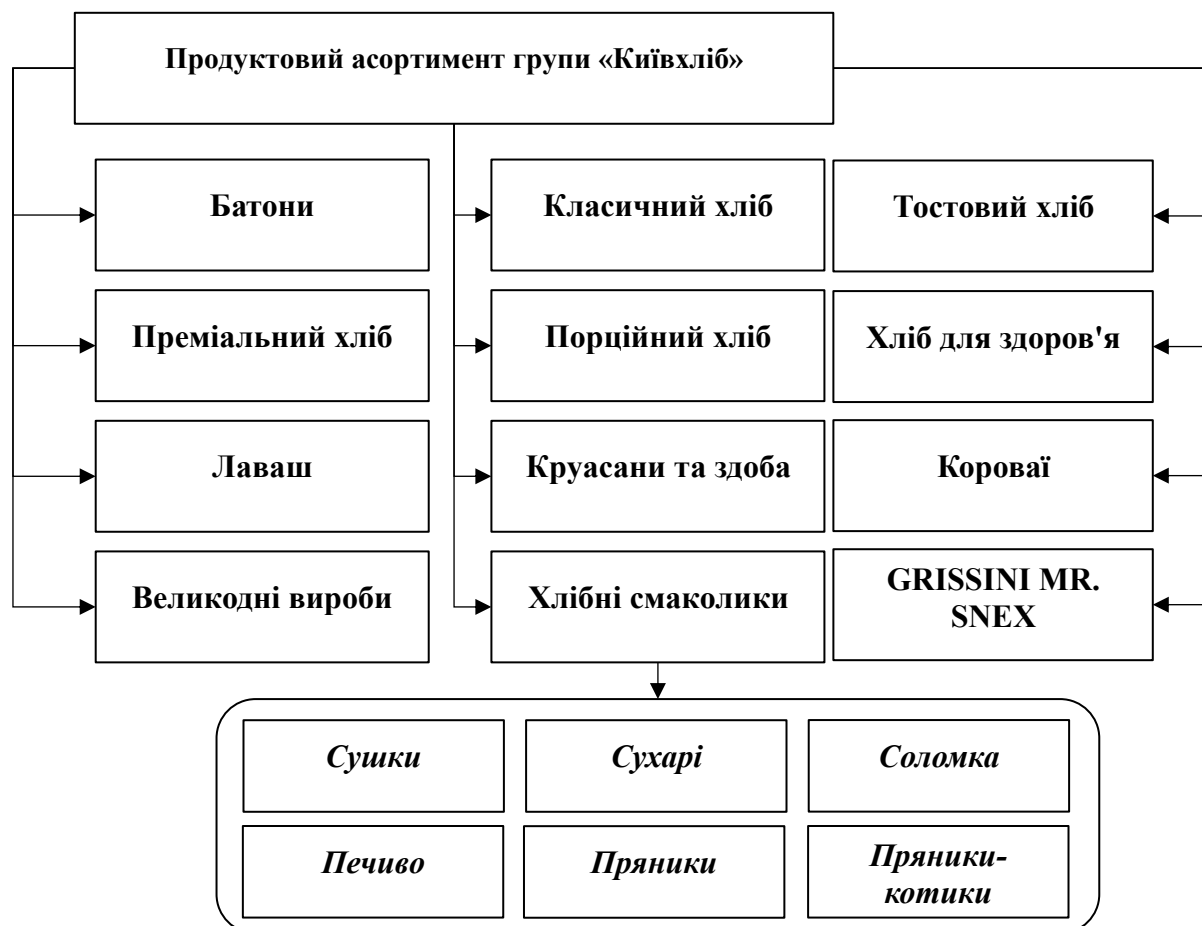 Продуктовий асортимент групи «Київхліб»
Батони
Класичний хліб
Тостовий хліб
Преміальний хліб
Порційний хліб
Хліб для здоров'я
Лаваш
Круасани та здоба
Короваї
Великодні вироби
Хлібні смаколики
GRISSINI MR.
SNEX
Сушки
Сухарі
Соломка
Печиво
Пряники
Пряники-
котики